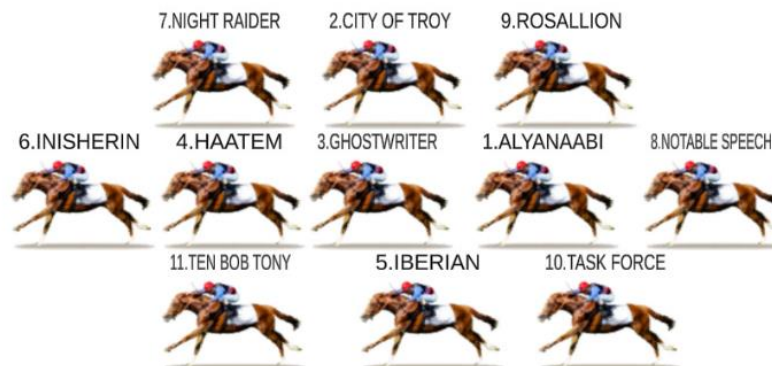 7.NIGHT RAIDER 2.CITY OF TROY 9.ROSALLION
6.INISHERIN 4.HAATEM 3.GHOSTWRITER 1.ALYANAABI 8.NOTABLE SPEECH
11.TEN BOB TONY 5.IBERIAN 10.TASK FORCE